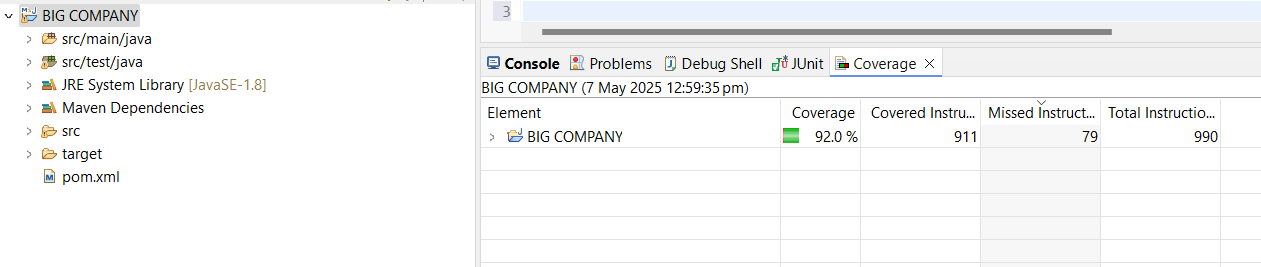 BIG COMPANY
src/main/java
src/test/java
JRE System Library [JavaSE-1.8]
Maven Dependencies
src
target
pom.xml
3
Console Problems Debug Shell JUnit Coverage
BIG COMPANY (7 May 2025 12:59:35 pm)
Element Coverage Covered Instru... Missed Instruct... Total Instructio...
BIG COMPANY 92.0 % 911 79 990